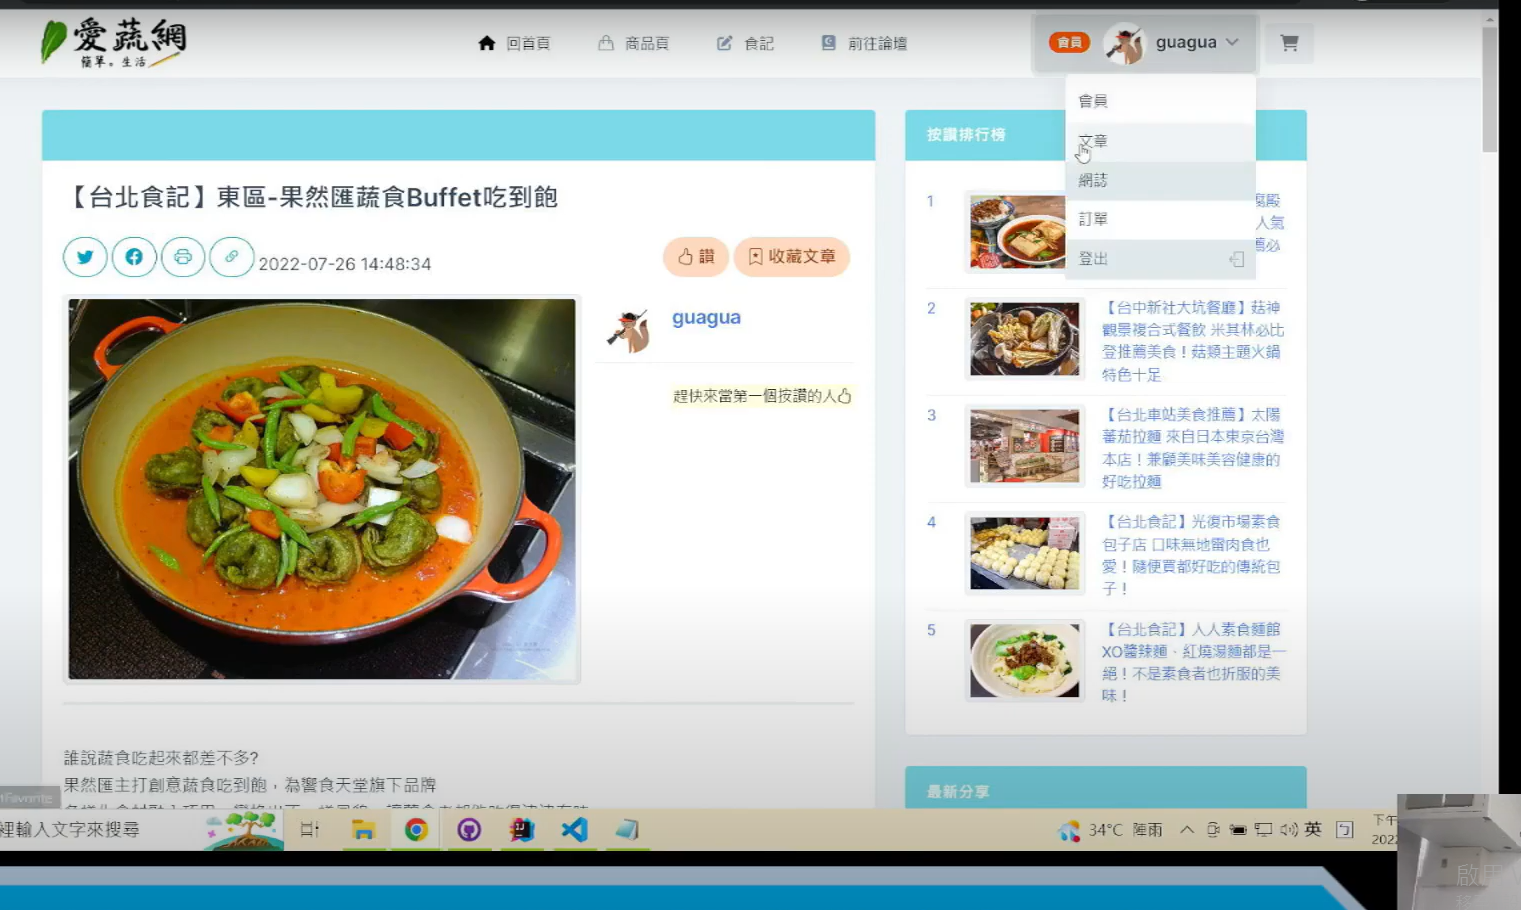 愛蔬網
簡單。生活
回首頁
商品頁
食記
前往論壇
會員
guagua
會員
文章
網誌
訂單
登出
【台北食記】東區-果然匯蔬食Buffet吃到飽
2022-07-26 14:48:34
讚
收藏文章
guagua
趕快來當第一個按讚的人
誰說蔬食吃起來都差不多?
果然匯主打創意蔬食吃到飽，為饗食天堂旗下品牌
按讚排行榜
1
人氣
2
【台中新社大坑餐廳】菇神
觀景複合式餐飲 米其林必比
登推薦美食！菇類主題火鍋
特色十足
3
【台北車站美食推薦】太陽
蕃茄拉麵 來自日本東京台灣
本店！兼顧美味美容健康的
好吃拉麵
4
【台北食記】光復市場素食
包子店 口味無地雷肉食也
愛！隨便買都好吃的傳統包
子！
5
【台北食記】人人素食麵館
XO醬辣麵、紅燒湯麵都是一
絕！不是素食者也折服的美
味！
最新分享
裡輸入文字來搜尋
34°C 陣雨
英
下午
2022